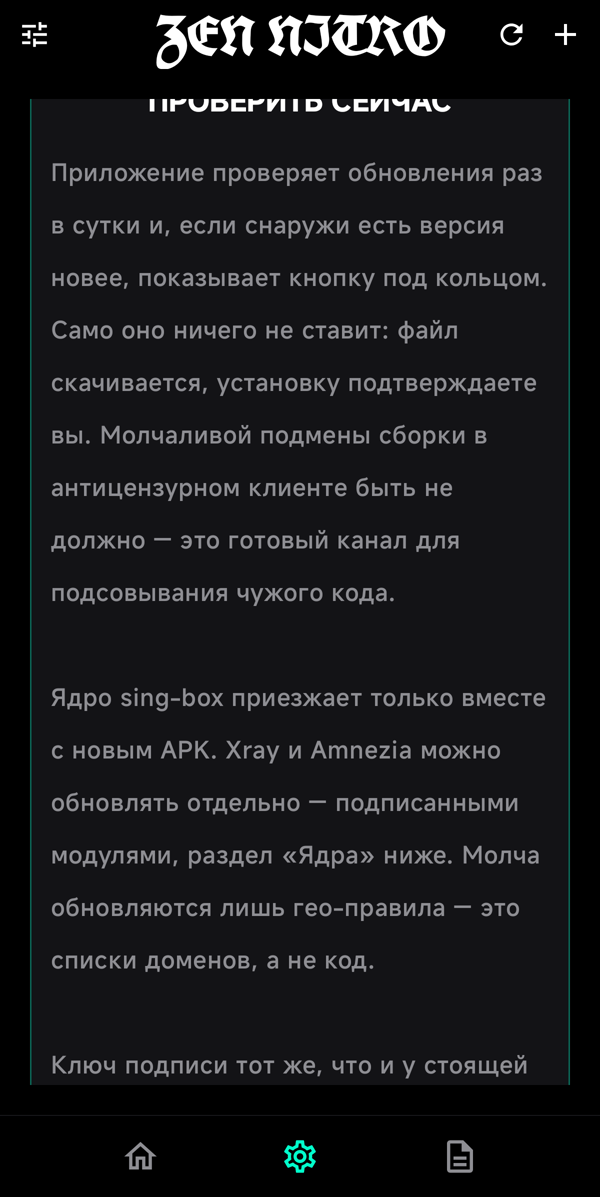 ZEN NITRO
ПРОВЕРИТЬ СЕЙЧАС
Приложение проверяет обновления раз
в сутки и, если снаружи есть версия
новее, показывает кнопку под кольцом.
Само оно ничего не ставит: файл
скачивается, установку подтверждаете
вы. Молчаливой подмены сборки в
антицензурном клиенте быть не
должно — это готовый канал для
подсовывания чужого кода.
Ядро sing-box приезжает только вместе
с новым APK. Xray и Amnezia можно
обновлять отдельно — подписанными
модулями, раздел «Ядра» ниже. Молча
обновляются лишь гео-правила — это
списки доменов, а не код.
Ключ подписи тот же, что и у стоящей